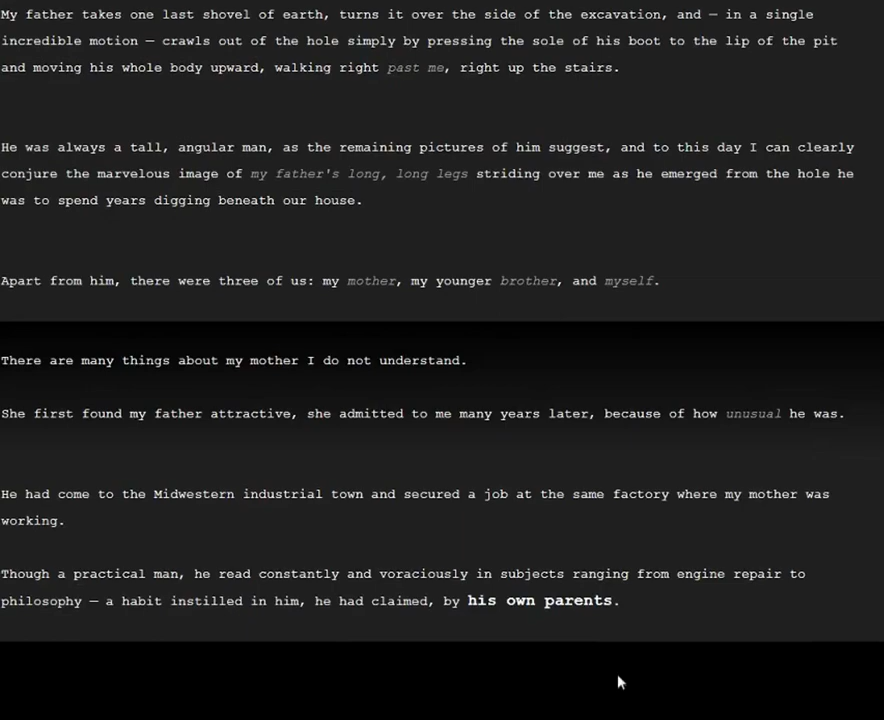 My father takes one last shovel of earth, turns it over the side of the excavation, and — in a single
incredible motion — crawls out of the hole simply by pressing the sole of his boot to the lip of the pit
and moving his whole body upward, walking right past me, right up the stairs.
He was always a tall, angular man, as the remaining pictures of him suggest, and to this day I can clearly
conjure the marvelous image of my father's long, long legs striding over me as he emerged from the hole he
was to spend years digging beneath our house.
Apart from him, there were three of us: my mother, my younger brother, and myself.
There are many things about my mother I do not understand.
She first found my father attractive, she admitted to me many years later, because of how unusual he was.
He had come to the Midwestern industrial town and secured a job at the same factory where my mother was
working.
Though a practical man, he read constantly and voraciously in subjects ranging from engine repair to
philosophy — a habit instilled in him, he had claimed, by his own parents.